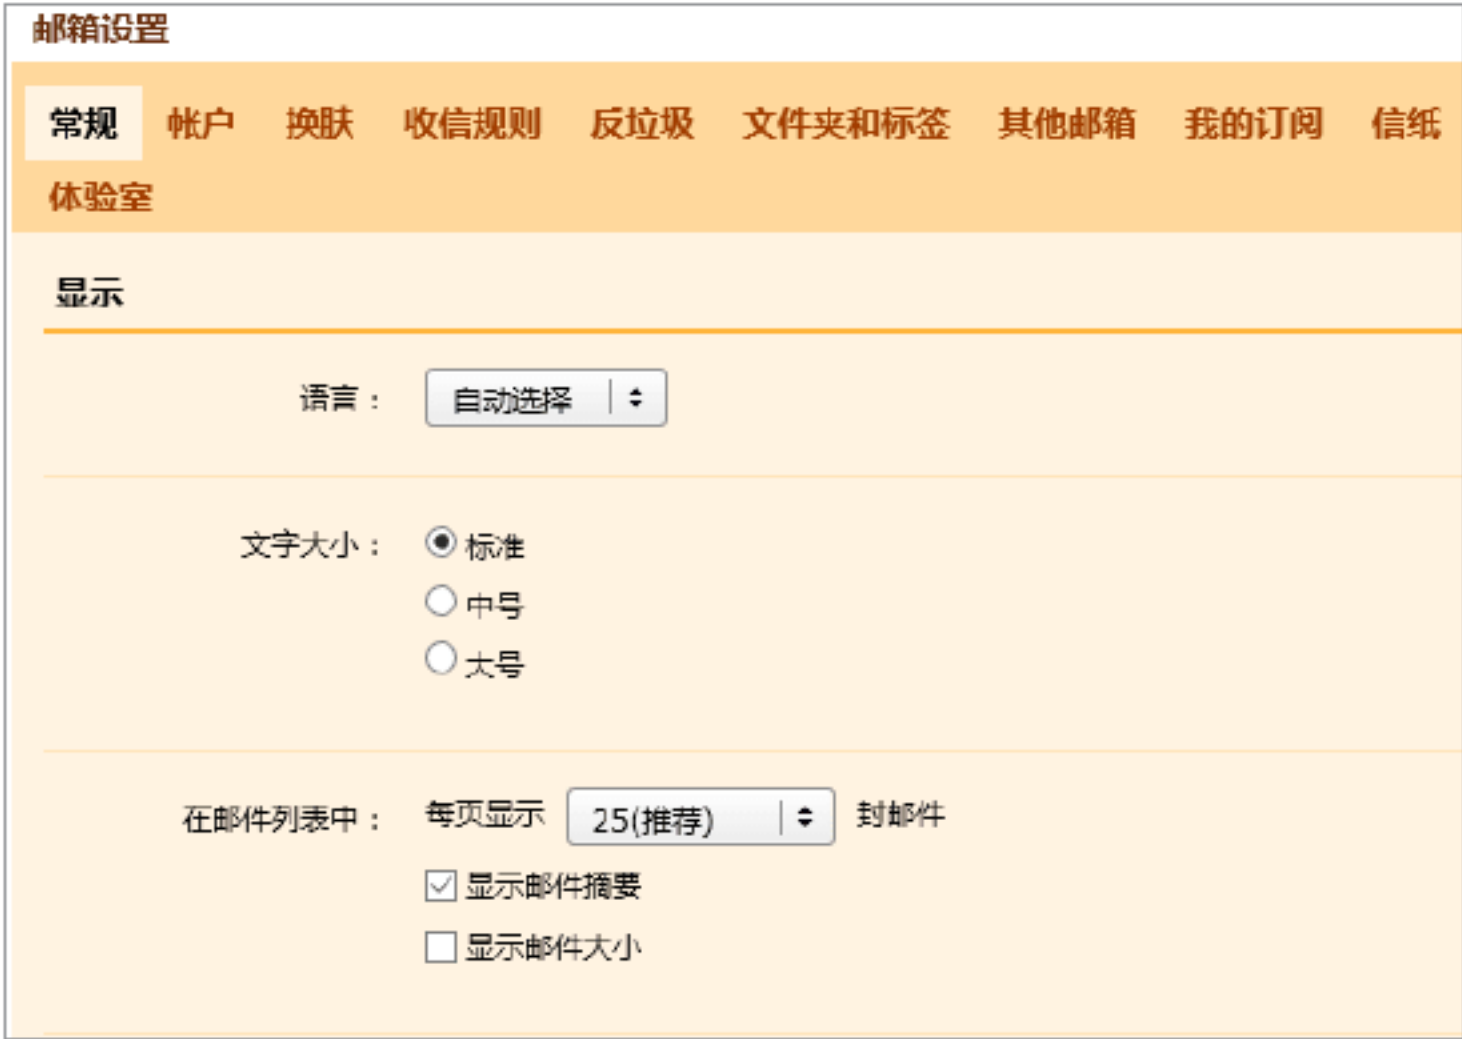 邮箱设置
常规 帐户 换肤 收信规则 反垃圾 文件夹和标签 其他邮箱 我的订阅 信纸
体验室
显示
语言： 自动选择
文字大小： 标准
中号
大号
在邮件列表中： 每页显示 25(推荐) 封邮件
显示邮件摘要
显示邮件大小